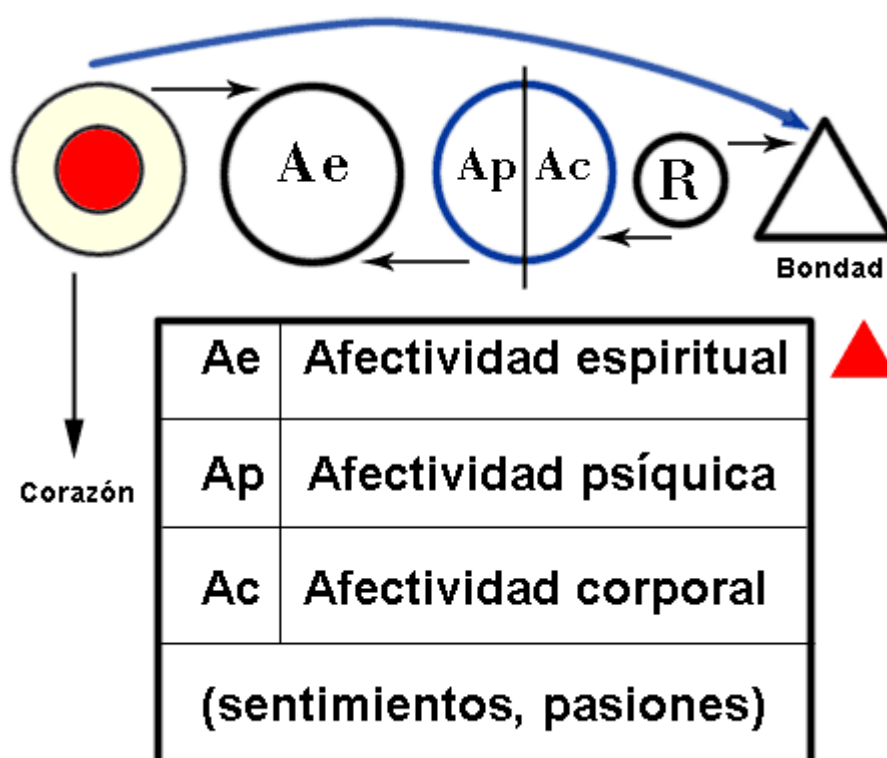 Ae
Ap
Ac
R
Bondad
Corazón
Ae Afectividad espiritual
Ap Afectividad psíquica
Ac Afectividad corporal
(sentimientos, pasiones)